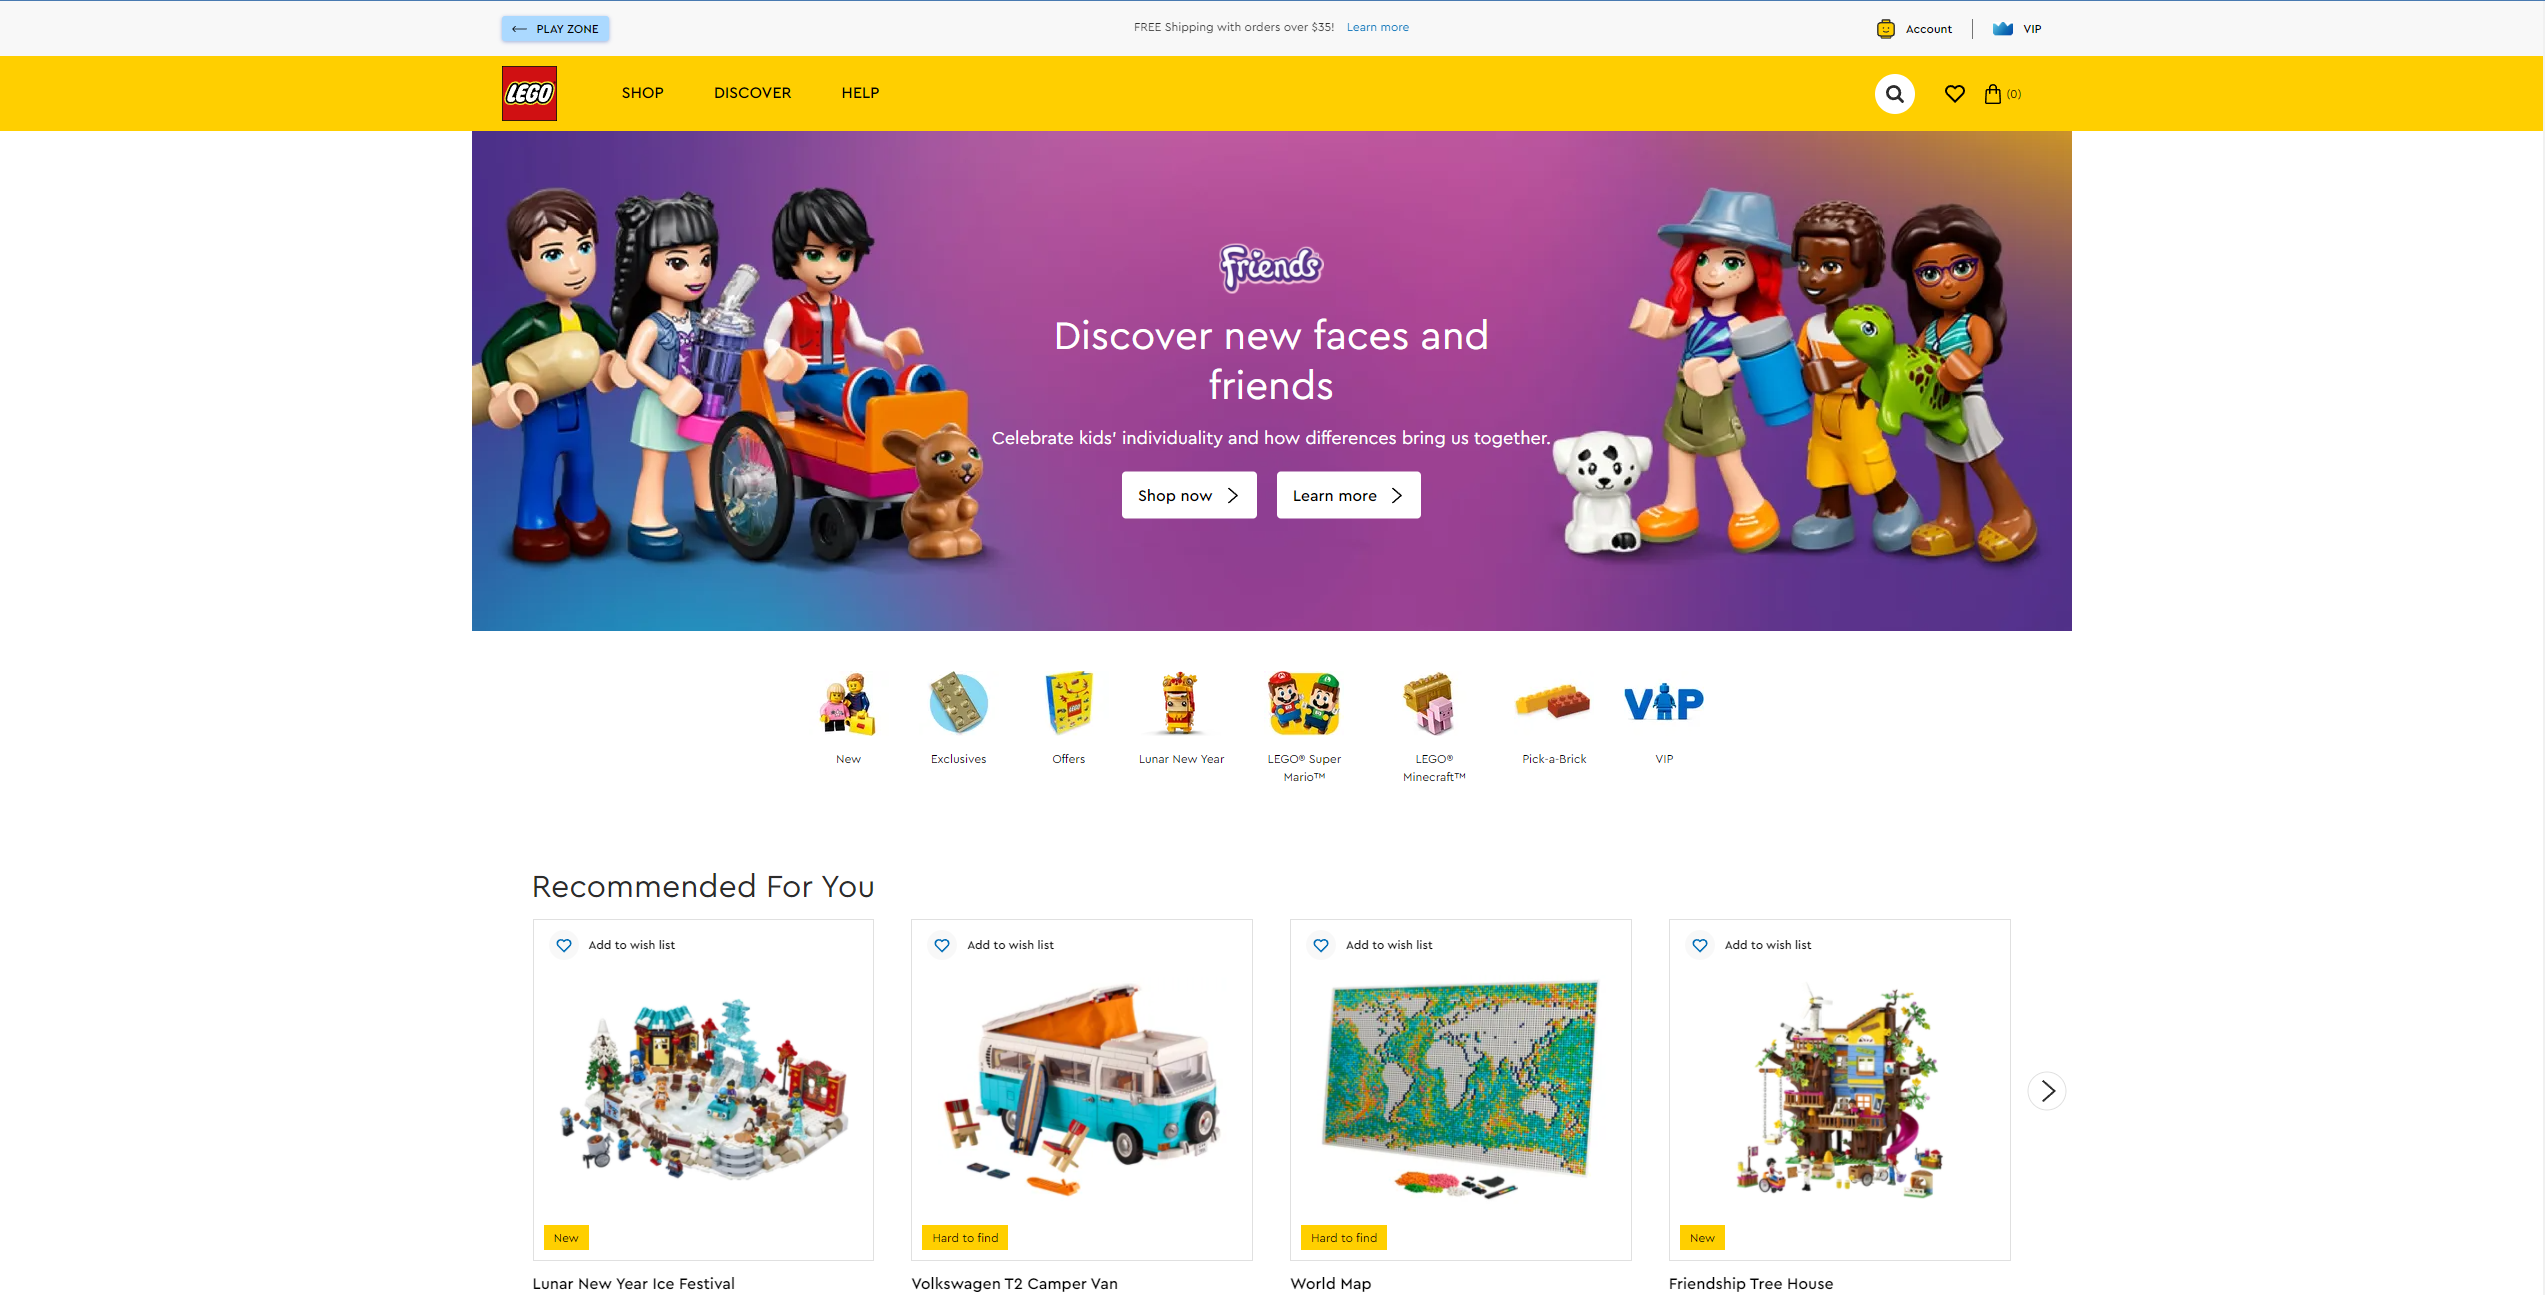 PLAY ZONE
FREE Shipping with orders over $35! Learn more
Account
VIP
LEGO
SHOP
DISCOVER
HELP
(0)
Friends
Discover new faces and
friends
Celebrate kids' individuality and how differences bring us together.
Shop now
Learn more
LEGO
VIP
New
Exclusives
Offers
Lunar New Year
LEGO® Super
Mario™
LEGO®
Minecraft™
Pick-a-Brick
VIP
Recommended For You
Add to wish list
Add to wish list
Add to wish list
Add to wish list
New
Hard to find
Hard to find
New
Lunar New Year Ice Festival
Volkswagen T2 Camper Van
World Map
Friendship Tree House